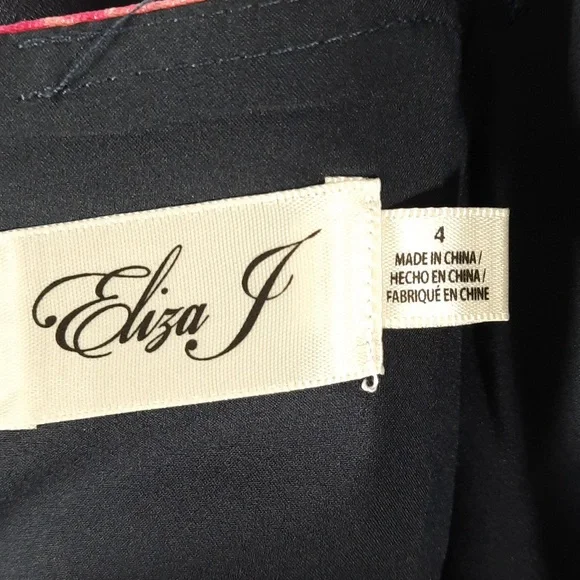 Eliza J
4
MADE IN CHINA/
HECHO EN CHINA/
FABRIQUÉ EN CHINE